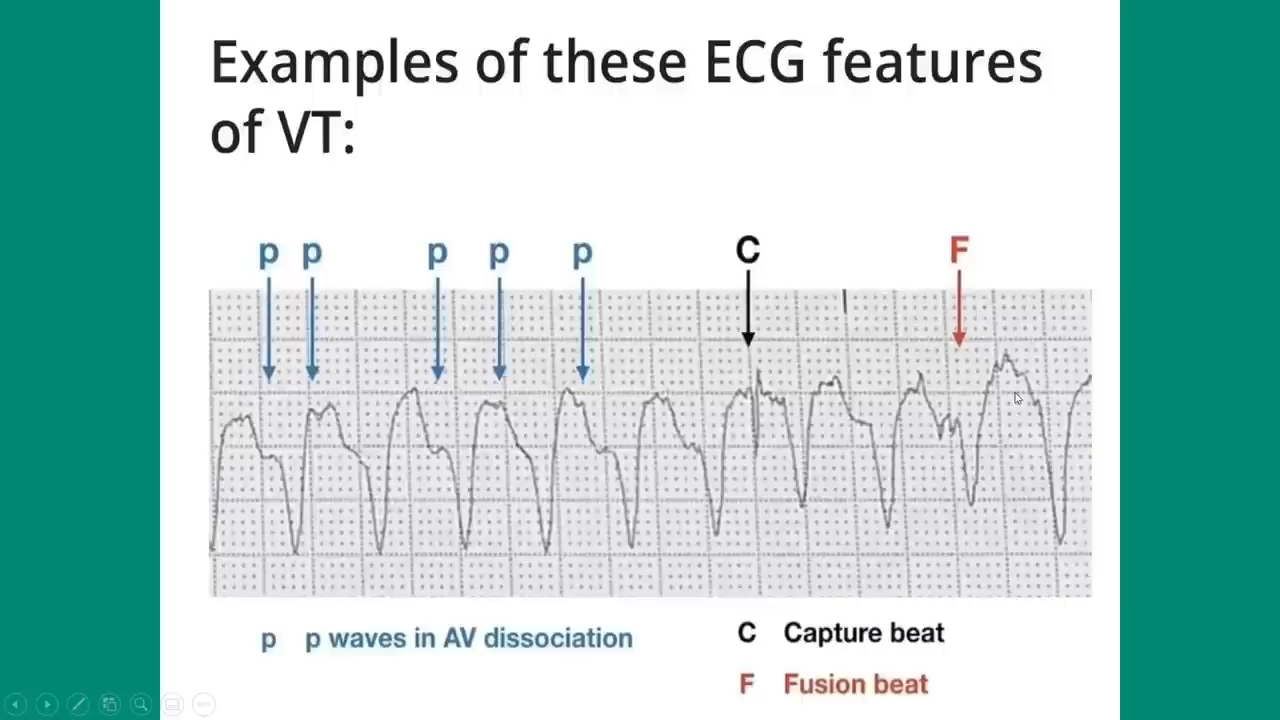 Examples of these ECG features
of VT:
p p p p p C F
p p waves in AV dissociation
C Capture beat
F Fusion beat